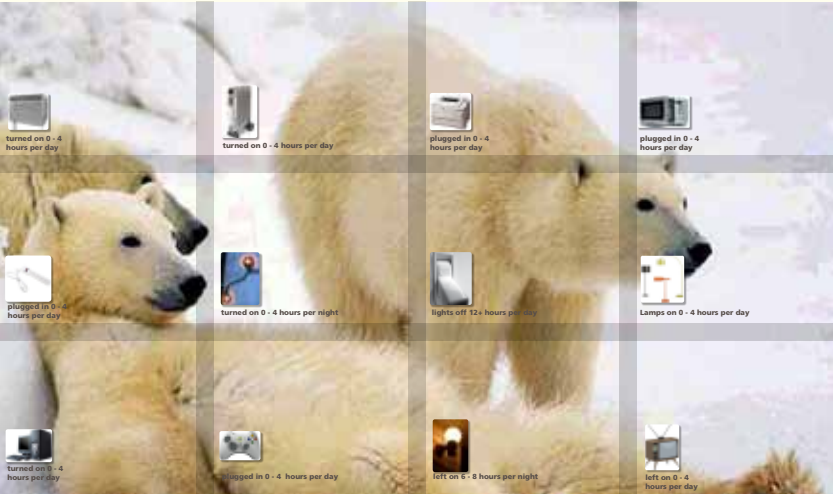 turned on 0 - 4
hours per day
turned on 0 - 4 hours per day
plugged in 0 - 4
hours per day
plugged in 0 - 4
hours per day
plugged in 0 - 4
hours per day
turned on 0 - 4 hours per night
lights off 12+ hours per day
Lamps on 0 - 4 hours per day
turned on 0 - 4
hours per day
plugged in 0 - 4 hours per day
left on 6 - 8 hours per night
left on 0 - 4
hours per day